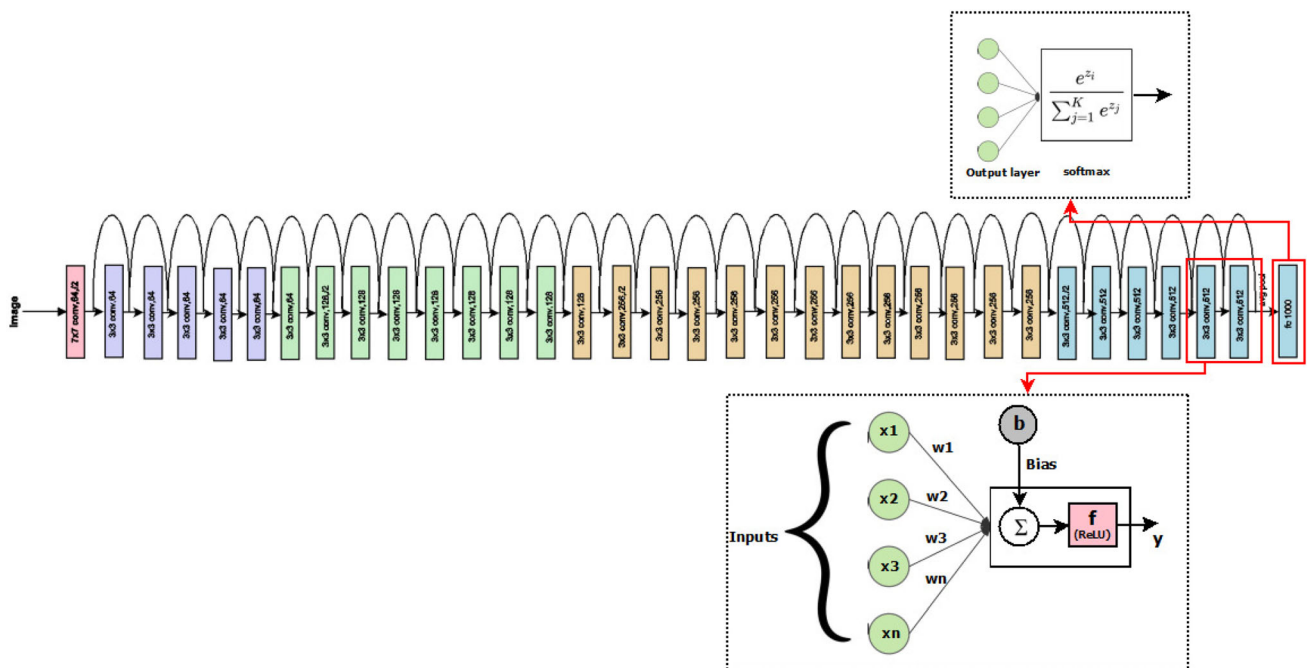 e^{z_i}
∑_{j=1}^{K} e^{z_j}
Output layer
softmax
Image
7x7 conv,64,/2
3x3 conv,64
3x3 conv,64
3x3 conv,64
3x3 conv,64
3x3 conv,64
3x3 conv,64
3x3 conv,128,/2
3x3 conv,128
3x3 conv,128
3x3 conv,128
3x3 conv,128
3x3 conv,128
3x3 conv,128
3x3 conv,128
3x3 conv,256,/2
3x3 conv,256
3x3 conv,256
3x3 conv,256
3x3 conv,256
3x3 conv,256
3x3 conv,256
3x3 conv,256
3x3 conv,256
3x3 conv,256
3x3 conv,256
3x3 conv,256
3x3 conv,512,/2
3x3 conv,512
3x3 conv,512
3x3 conv,512
3x3 conv,512
3x3 conv,512
avg pool
fc 1000
Inputs
x1
x2
x3
xn
w1
w2
w3
wn
b
Bias
Σ
f
(ReLU)
y